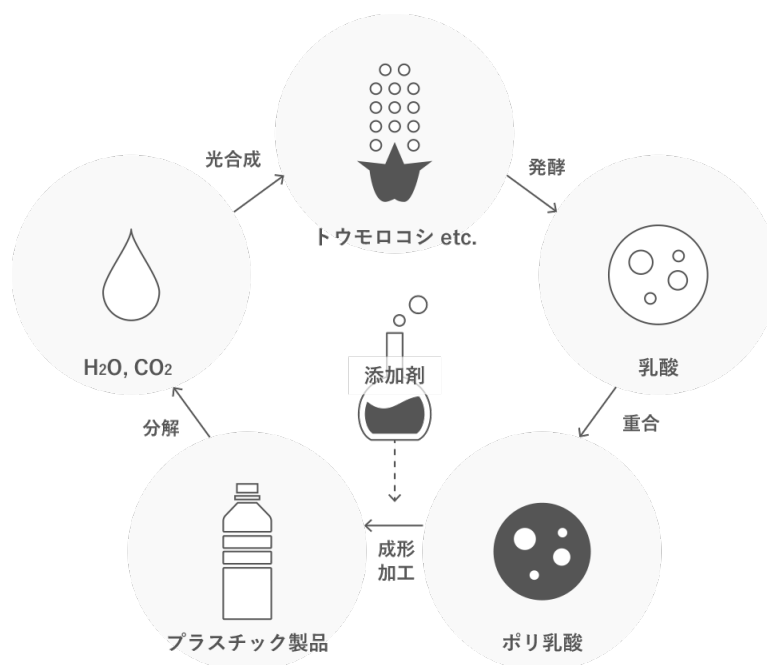 光合成
発酵
トウモロコシ etc.
H2O, CO2
添加剤
乳酸
分解
重合
成形
加工
プラスチック製品
ポリ乳酸